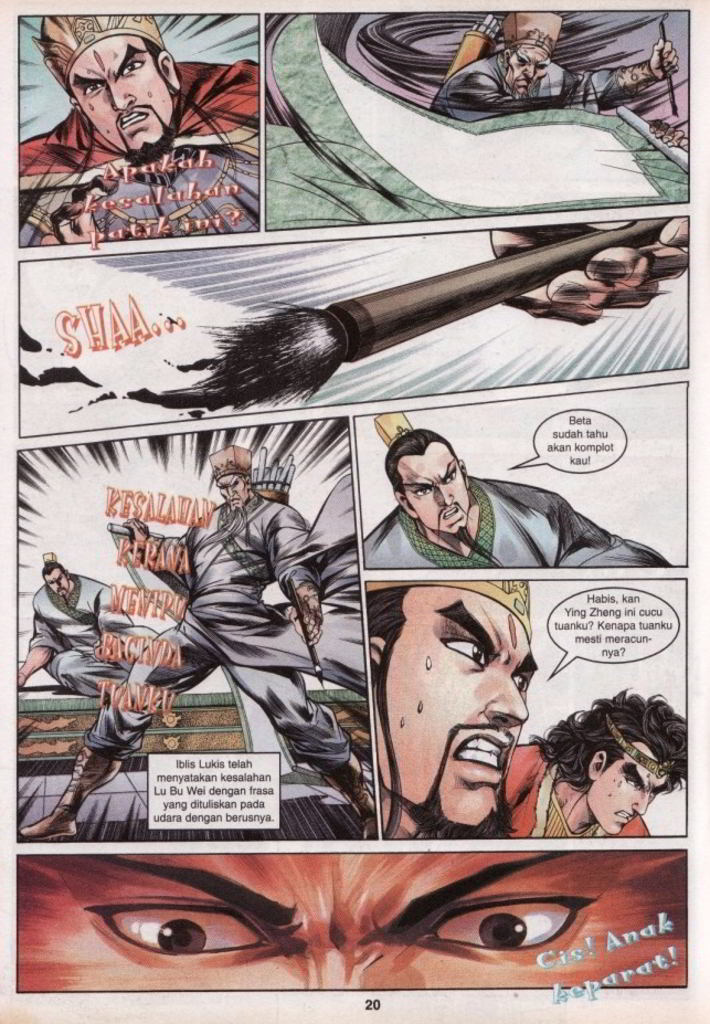 Apakah
kesalahan
patik ini?
SHAA...
KESALAHAN
KERANA
MENIPU
BAGINDA
TUANKU
Iblis Lukis telah
menyatakan kesalahan
Lu Bu Wei dengan frasa
yang dituliskan pada
udara dengan berusnya.
Beta
sudah tahu
akan komplot
kau!
Habis, kan
Ying Zheng ini cucu
tuanku? Kenapa tuanku
mesti meracun-
nya?
Cis! Anak
keparat!
20